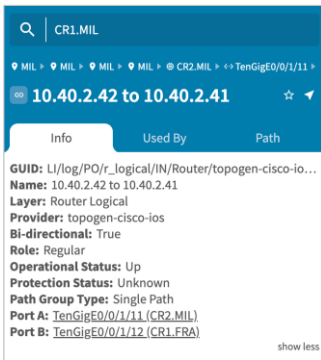 CR1.MIL
MIL ▸ MIL ▸ MIL ▸ MIL ▸ CR2.MIL ▸ TenGigE0/0/1/11 ▸
10.40.2.42 to 10.40.2.41
Info Used By Path
GUID: LI/log/PO/r_logical/IN/Router/topogen-cisco-io...
Name: 10.40.2.42 to 10.40.2.41
Layer: Router Logical
Provider: topogen-cisco-ios
Bi-directional: True
Role: Regular
Operational Status: Up
Protection Status: Unknown
Path Group Type: Single Path
Port A: TenGigE0/0/1/11 (CR2.MIL)
Port B: TenGigE0/0/1/12 (CR1.FRA)
show less